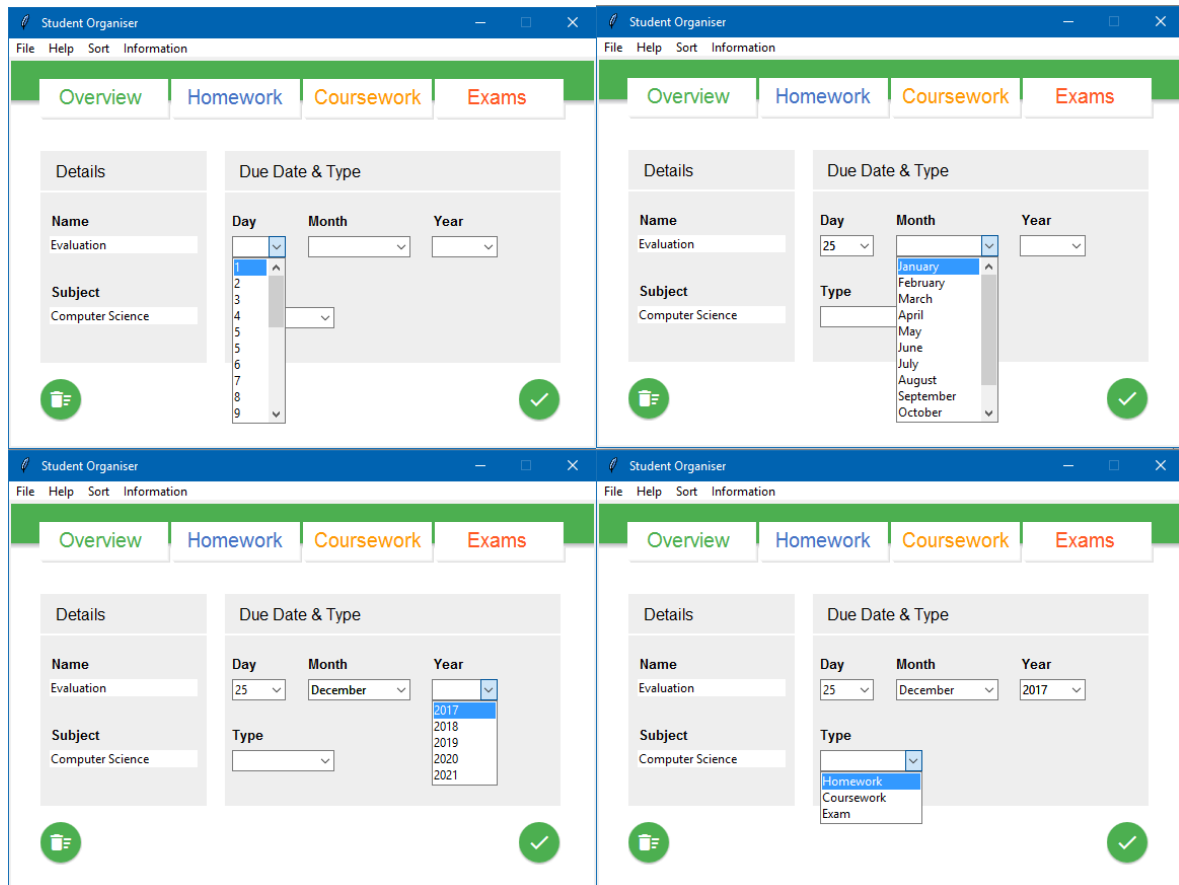 Student Organiser
File Help Sort Information
Overview Homework Coursework Exams
Details
Due Date & Type
Name
Evaluation
Subject
Computer Science
Day Month Year
1
2
3
4
5
5
6
7
8
9
Student Organiser
File Help Sort Information
Overview Homework Coursework Exams
Details
Due Date & Type
Name
Evaluation
Subject
Computer Science
Day Month Year
25
January
February
March
April
May
June
July
August
September
October
Type
Student Organiser
File Help Sort Information
Overview Homework Coursework Exams
Details
Due Date & Type
Name
Evaluation
Subject
Computer Science
Day Month Year
25 December
2017
2018
2019
2020
2021
Type
Student Organiser
File Help Sort Information
Overview Homework Coursework Exams
Details
Due Date & Type
Name
Evaluation
Subject
Computer Science
Day Month Year
25 December 2017
Type
Homework
Coursework
Exam